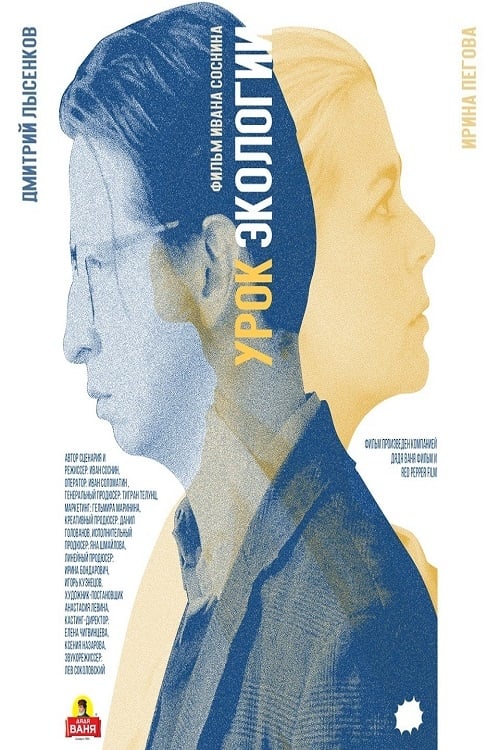 ДМИТРИЙ ЛЫСЕНКОВ
ФИЛЬМ ИВАНА СОСНИНА
УРОК ЭКОЛОГИИ
ИРИНА ПЕГОВА
ФИЛЬМ ПРОИЗВЕДЕН КОМПАНИЕЙ
ДЯДЯ ВАНЯ ФИЛЬМ И
RED PEPPER FILM
АВТОР СЦЕНАРИЯ И
РЕЖИССЕР: ИВАН СОСНИН,
ОПЕРАТОР: ИВАН СОЛОМАТИН,
ГЕНЕРАЛЬНЫЙ ПРОДЮСЕР: ТИГРАН ТЕЛУНЦ,
МАРКЕТИНГ: ГЕЛЬМИРА МАРИНИНА,
КРЕАТИВНЫЙ ПРОДЮСЕР: ДАНИЛ
ГОЛОВАНОВ, ИСПОЛНИТЕЛЬНЫЙ
ПРОДЮСЕР: ЯНА ШМАЙЛОВА,
ЛИНЕЙНЫЙ ПРОДЮСЕР:
ИРИНА БОНДАРОВИЧ,
ИГОРЬ КУЗНЕЦОВ,
ХУДОЖНИК-ПОСТАНОВЩИК
АНАСТАСИЯ ЛЕВИНА,
КАСТИНГ-ДИРЕКТОР:
ЕЛЕНА ЧИГВИНЦЕВА,
КСЕНИЯ НАЗАРОВА,
ЗВУКОРЕЖИССЕР:
ЛЕВ СОКОЛОВСКИЙ
ДЯДЯ
ВАНЯ